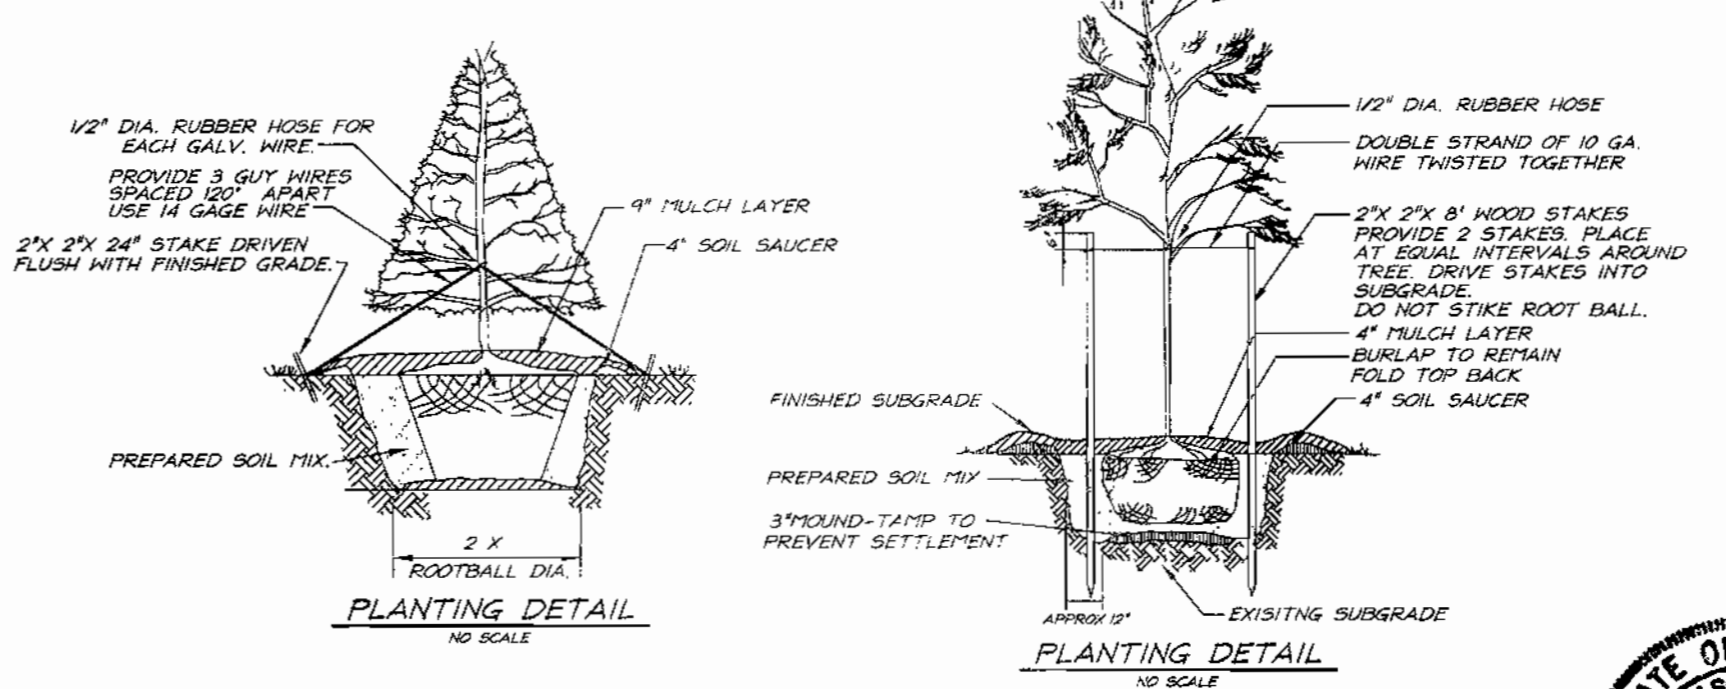 1/2" DIA. RUBBER HOSE FOR
EACH GALV. WIRE.
PROVIDE 3 GUY WIRES
SPACED 120° APART
USE 14 GAGE WIRE
2"X 2"X 24" STAKE DRIVEN
FLUSH WITH FINISHED GRADE.
9" MULCH LAYER
4" SOIL SAUCER
PREPARED SOIL MIX.
2 X
ROOTBALL DIA.
PLANTING DETAIL
NO SCALE
1/2" DIA. RUBBER HOSE
DOUBLE STRAND OF 10 GA.
WIRE TWISTED TOGETHER
2"X 2"X 8' WOOD STAKES
PROVIDE 2 STAKES. PLACE
AT EQUAL INTERVALS AROUND
TREE. DRIVE STAKES INTO
SUBGRADE.
DO NOT STIKE ROOT BALL.
4" MULCH LAYER
BURLAP TO REMAIN
FOLD TOP BACK
4" SOIL SAUCER
FINISHED SUBGRADE
PREPARED SOIL MIX
3"MOUND-TAMP TO
PREVENT SETTLEMENT
APPROX 12"
EXISITNG SUBGRADE
PLANTING DETAIL
NO SCALE